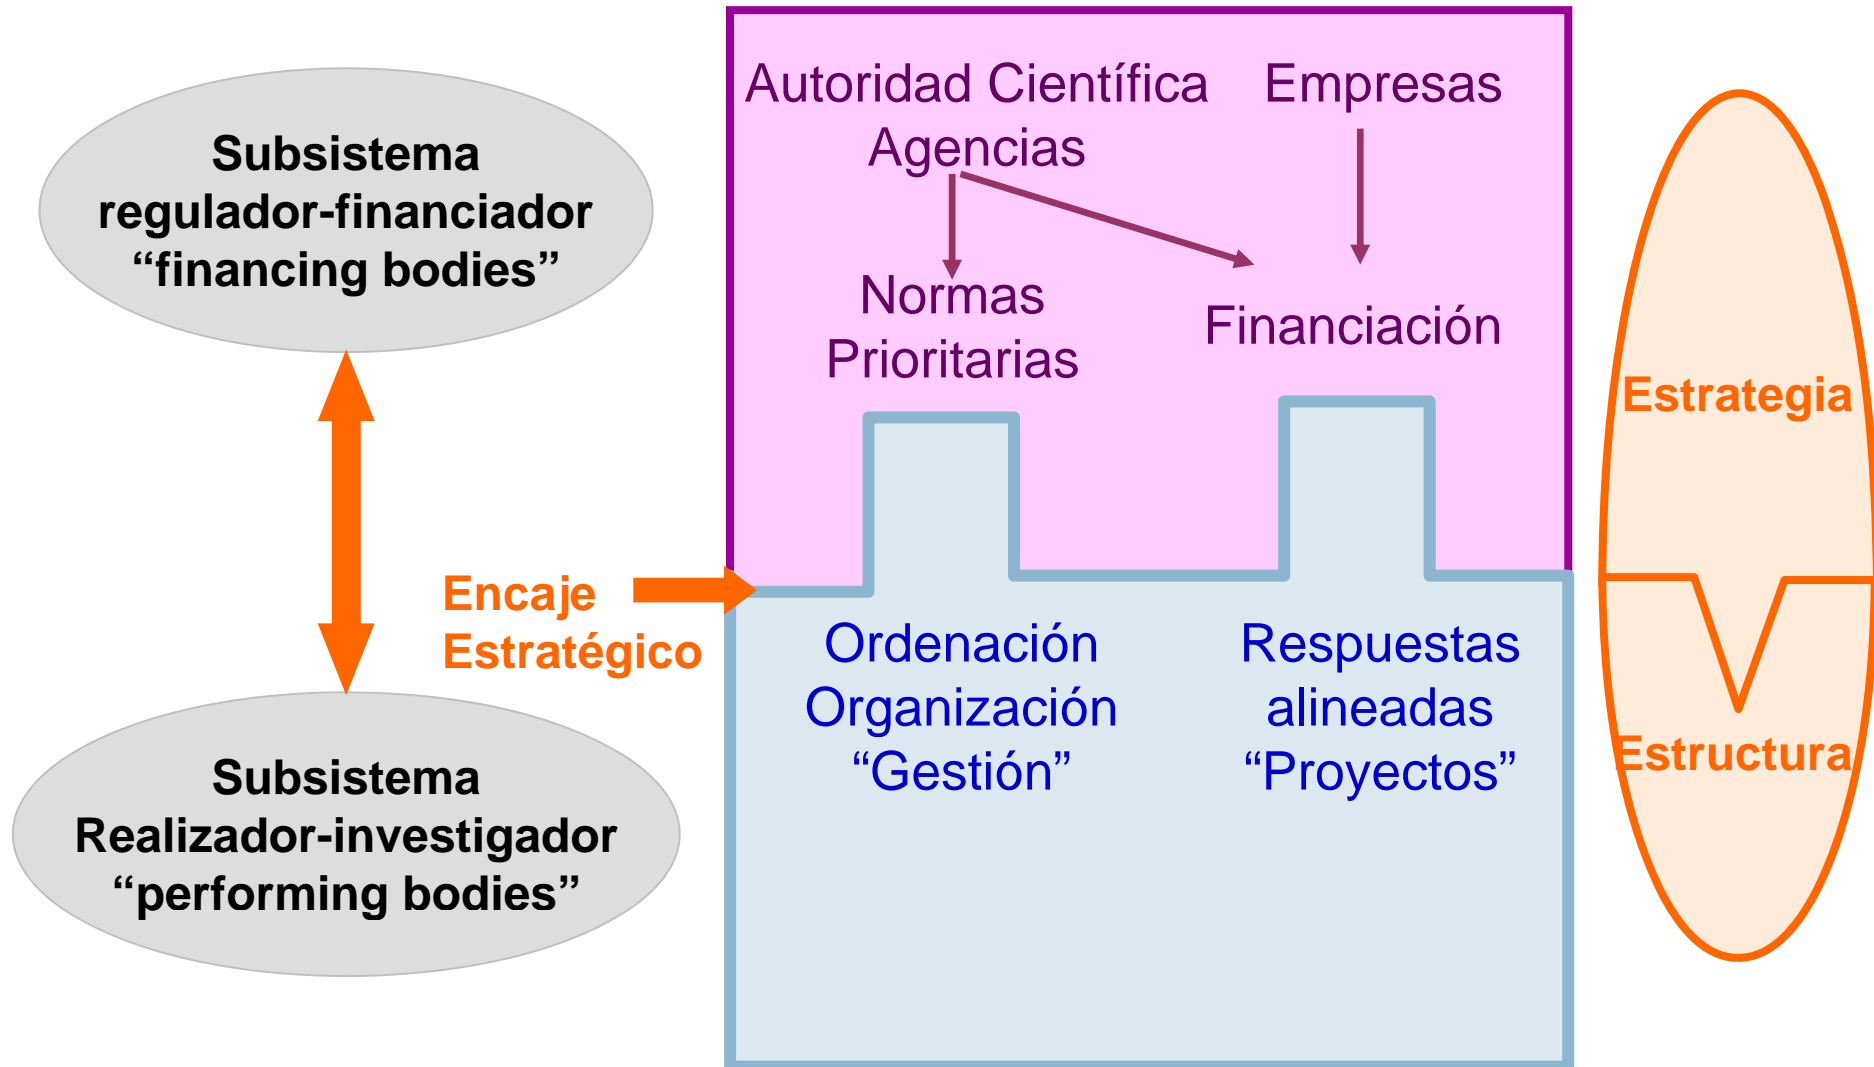 Subsistema
regulador-financiador
“financing bodies”
Autoridad Científica
Agencias
Empresas
Normas
Prioritarias
Financiación
Estrategia
Encaje
Estratégico
Ordenación
Organización
“Gestión”
Respuestas
alineadas
“Proyectos”
Estructura
Subsistema
Realizador-investigador
“performing bodies”